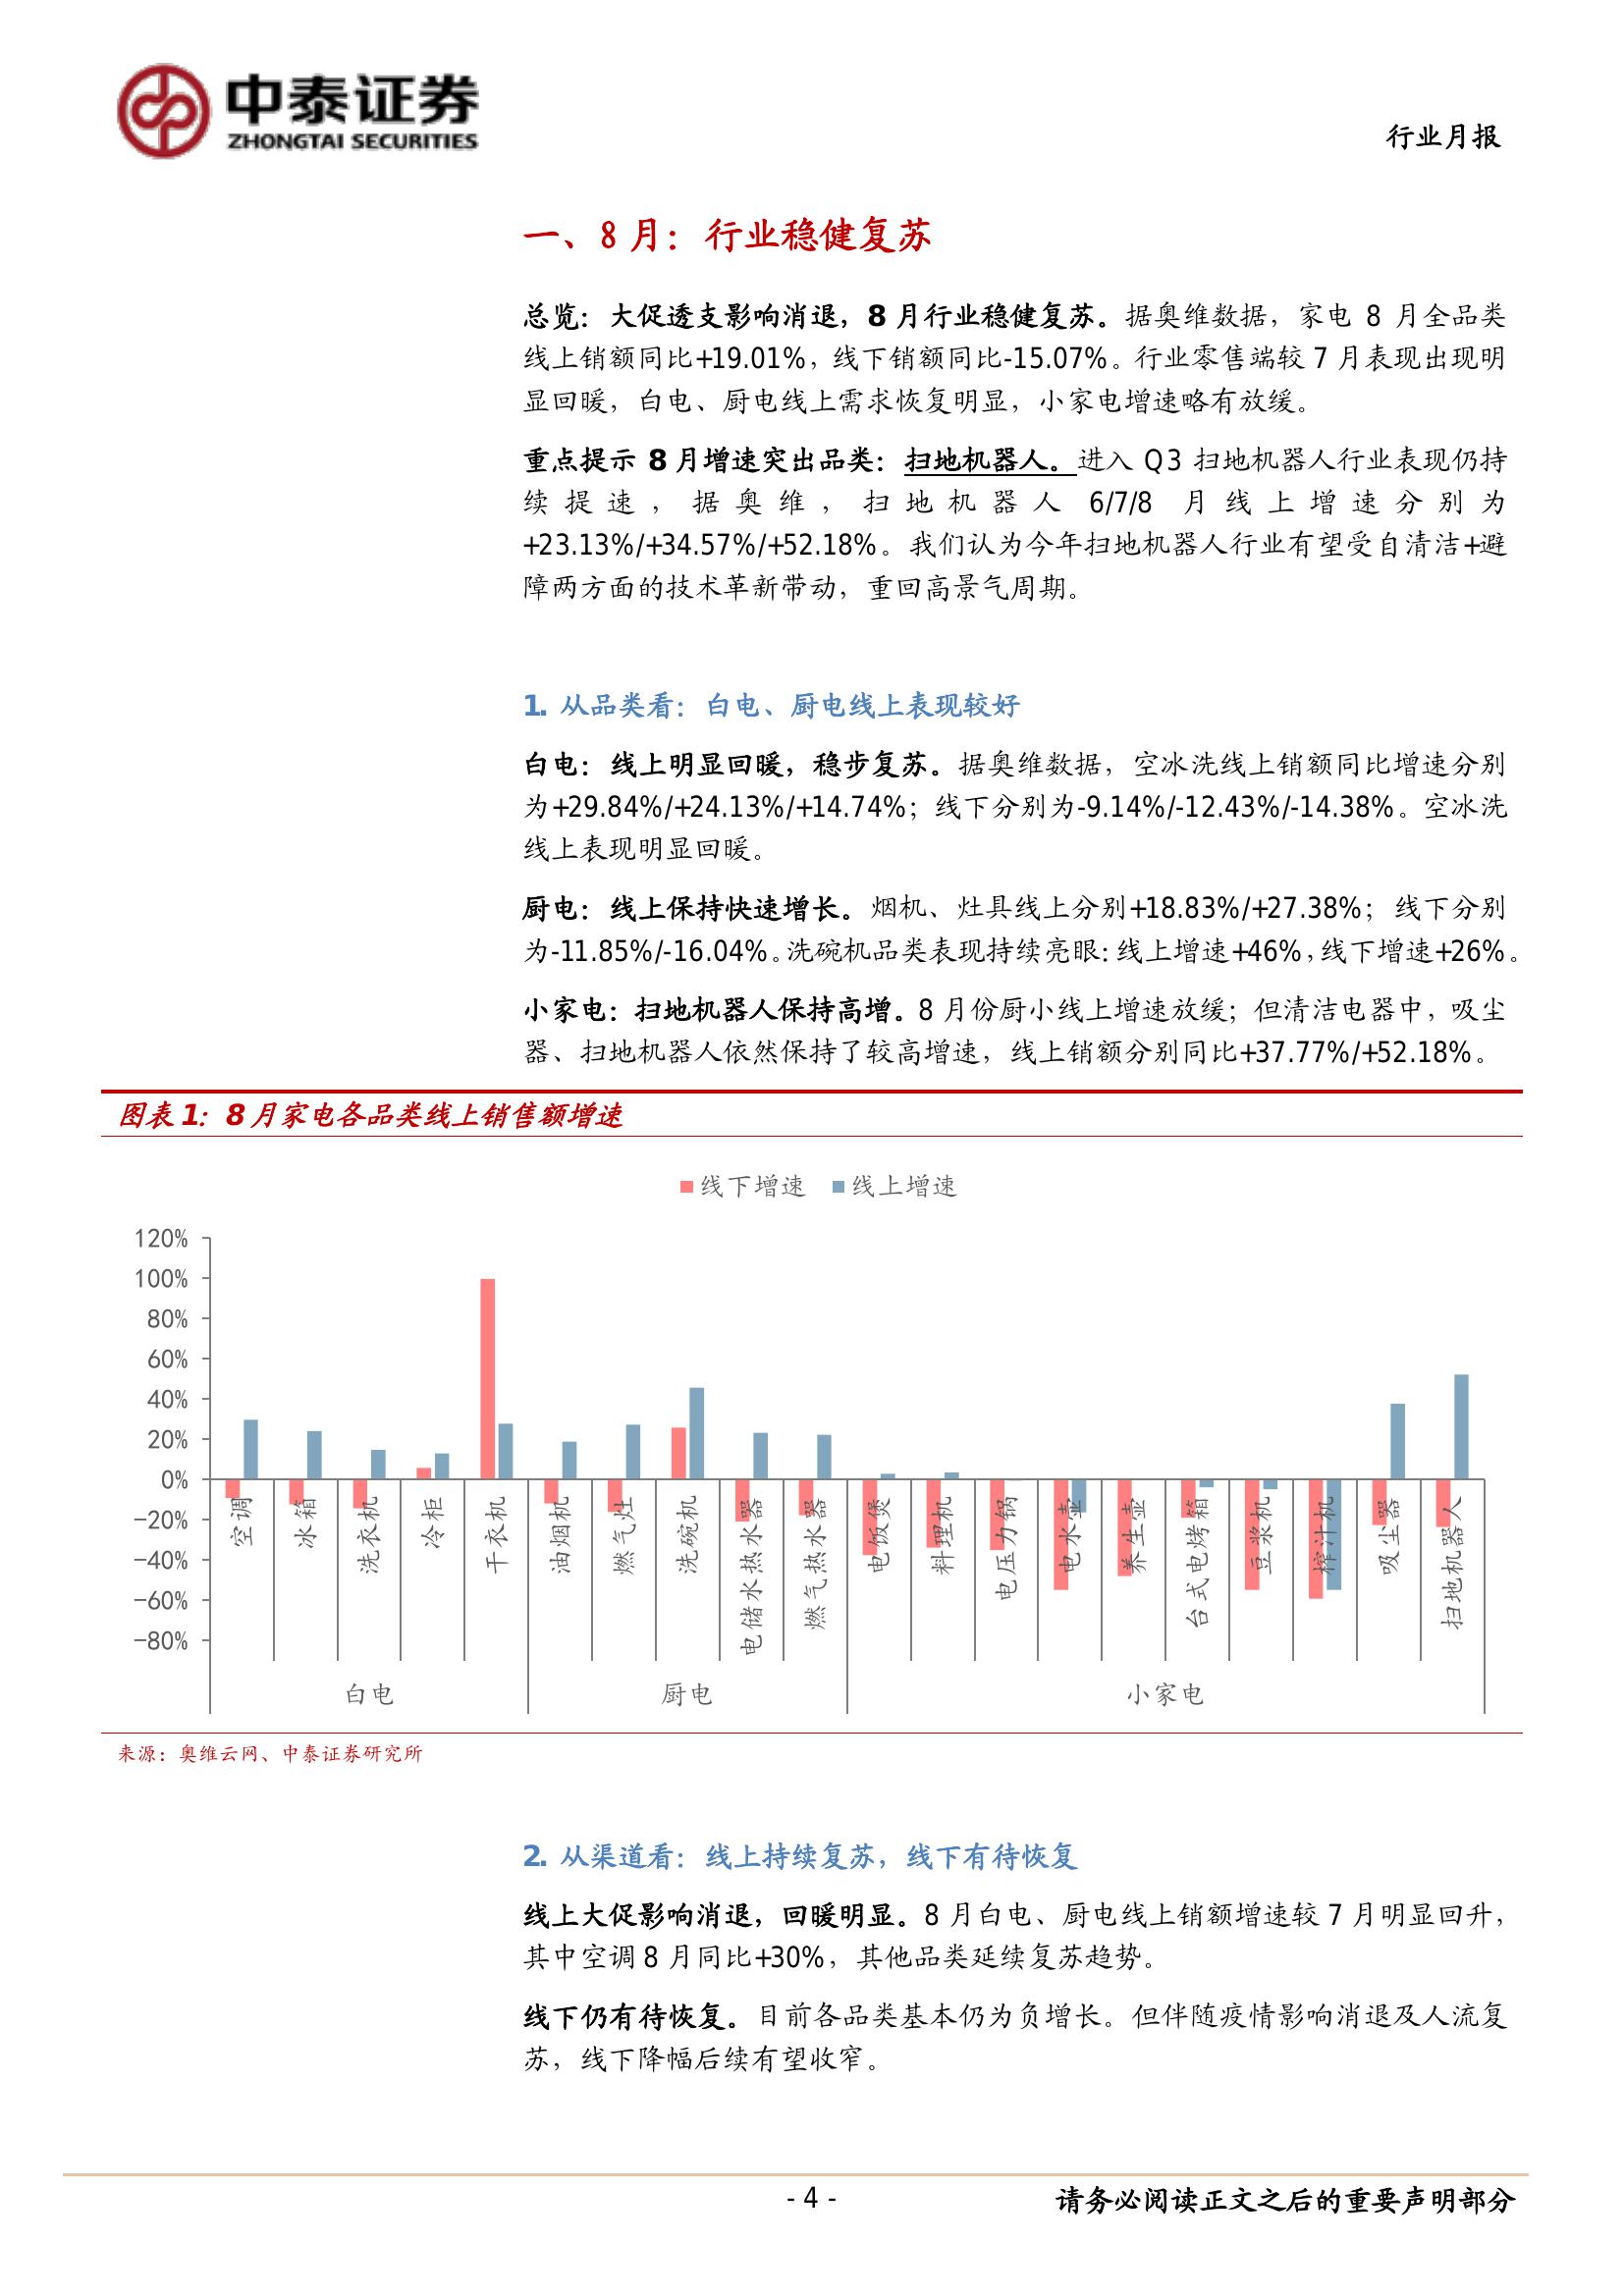 中泰证券
ZHONGTAI SECURITIES
行业月报
一、8 月：行业稳健复苏
总览：大促透支影响消退，8 月行业稳健复苏。据奥维数据，家电 8 月全品类
线上销额同比+19.01%，线下销额同比-15.07%。行业零售端较 7 月表现出现明
显回暖，白电、厨电线上需求恢复明显，小家电增速略有放缓。
重点提示 8 月增速突出品类：扫地机器人。进入 Q3 扫地机器人行业表现仍持
续提速，据奥维，扫地机器人 6/7/8 月线上增速分别为
+23.13%/+34.57%/+52.18%。我们认为今年扫地机器人行业有望受自清洁+避
障两方面的技术革新带动，重回高景气周期。
1. 从品类看：白电、厨电线上表现较好
白电：线上明显回暖，稳步复苏。据奥维数据，空冰洗线上销额同比增速分别
为+29.84%/+24.13%/+14.74%；线下分别为-9.14%/-12.43%/-14.38%。空冰洗
线上表现明显回暖。
厨电：线上保持快速增长。烟机、灶具线上分别+18.83%/+27.38%；线下分别
为-11.85%/-16.04%。洗碗机品类表现持续亮眼：线上增速+46%，线下增速+26%。
小家电：扫地机器人保持高增。8 月份厨小线上增速放缓；但清洁电器中，吸尘
器、扫地机器人依然保持了较高增速，线上销额分别同比+37.77%/+52.18%。
图表 1：8 月家电各品类线上销售额增速
线下增速 线上增速
120%
100%
80%
60%
40%
20%
0%
-20%
-40%
-60%
-80%
空调
冰箱
洗衣机
冷柜
干衣机
油烟机
燃气灶
洗碗机
电储水热水器
燃气热水器
电饭煲
料理机
电压力锅
电水壶
养生壶
台式电烤箱
豆浆机
榨汁机
吸尘器
扫地机器人
白电 厨电 小家电
来源：奥维云网、中泰证券研究所
2. 从渠道看：线上持续复苏，线下有待恢复
线上大促影响消退，回暖明显。8 月白电、厨电线上销额增速较 7 月明显回升，
其中空调 8 月同比+30%，其他品类延续复苏趋势。
线下仍有待恢复。目前各品类基本仍为负增长。但伴随疫情影响消退及人流复
苏，线下降幅后续有望收窄。
- 4 -
请务必阅读正文之后的重要声明部分